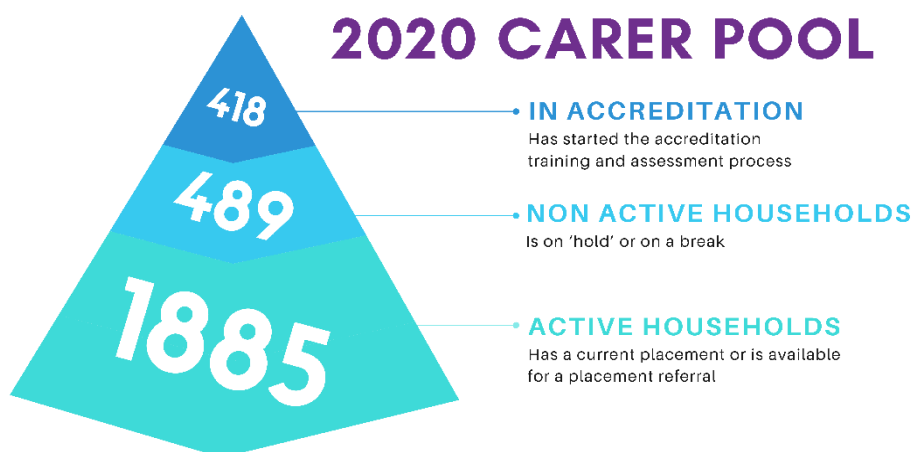 2020 CARER POOL
418
IN ACCREDITATION
Has started the accreditation
training and assessment process
489
NON ACTIVE HOUSEHOLDS
Is on ‘hold’ or on a break
1885
ACTIVE HOUSEHOLDS
Has a current placement or is available
for a placement referral